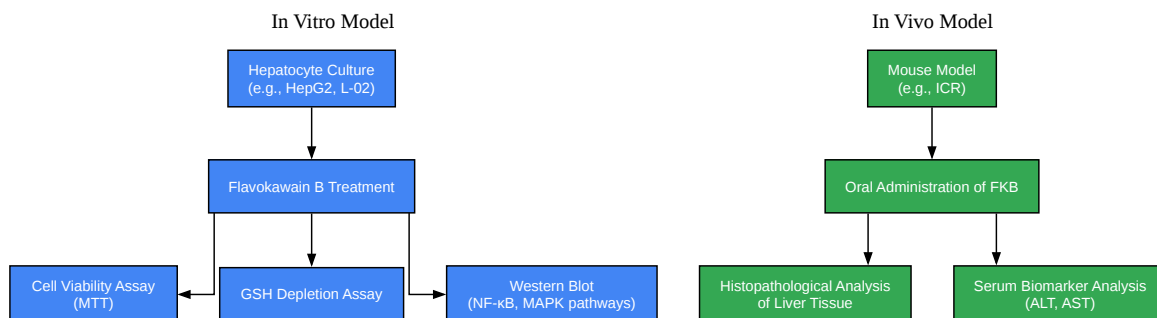 In Vitro Model
Hepatocyte Culture
(e.g., HepG2, L-02)
Flavokawain B Treatment
Cell Viability Assay
(MTT)
GSH Depletion Assay
Western Blot
(NF-κB, MAPK pathways)
In Vivo Model
Mouse Model
(e.g., ICR)
Oral Administration of FKB
Histopathological Analysis
of Liver Tissue
Serum Biomarker Analysis
(ALT, AST)